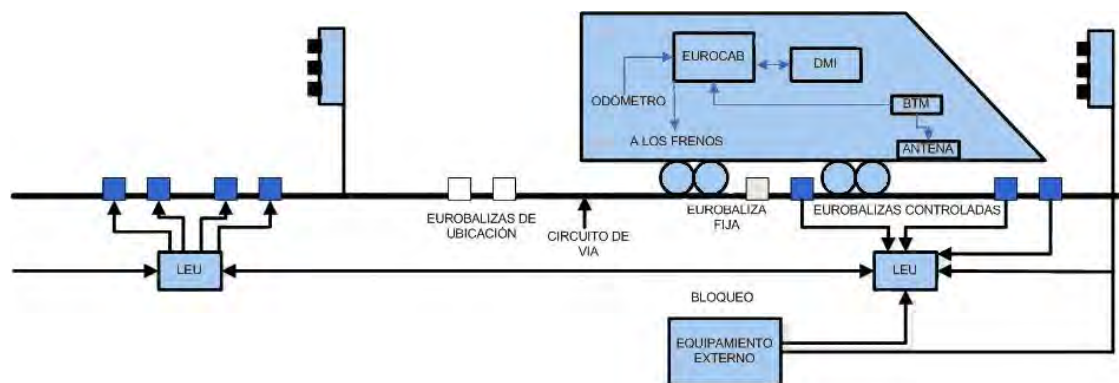 EUROCAB
DMI
ODÓMETRO
BTM
A LOS FRENOS
ANTENA
EUROBALIZAS DE
UBICACIÓN
CIRCUITO DE
VIA
EUROBALIZA
FIJA
EUROBALIZAS CONTROLADAS
LEU
LEU
BLOQUEO
EQUIPAMIENTO
EXTERNO